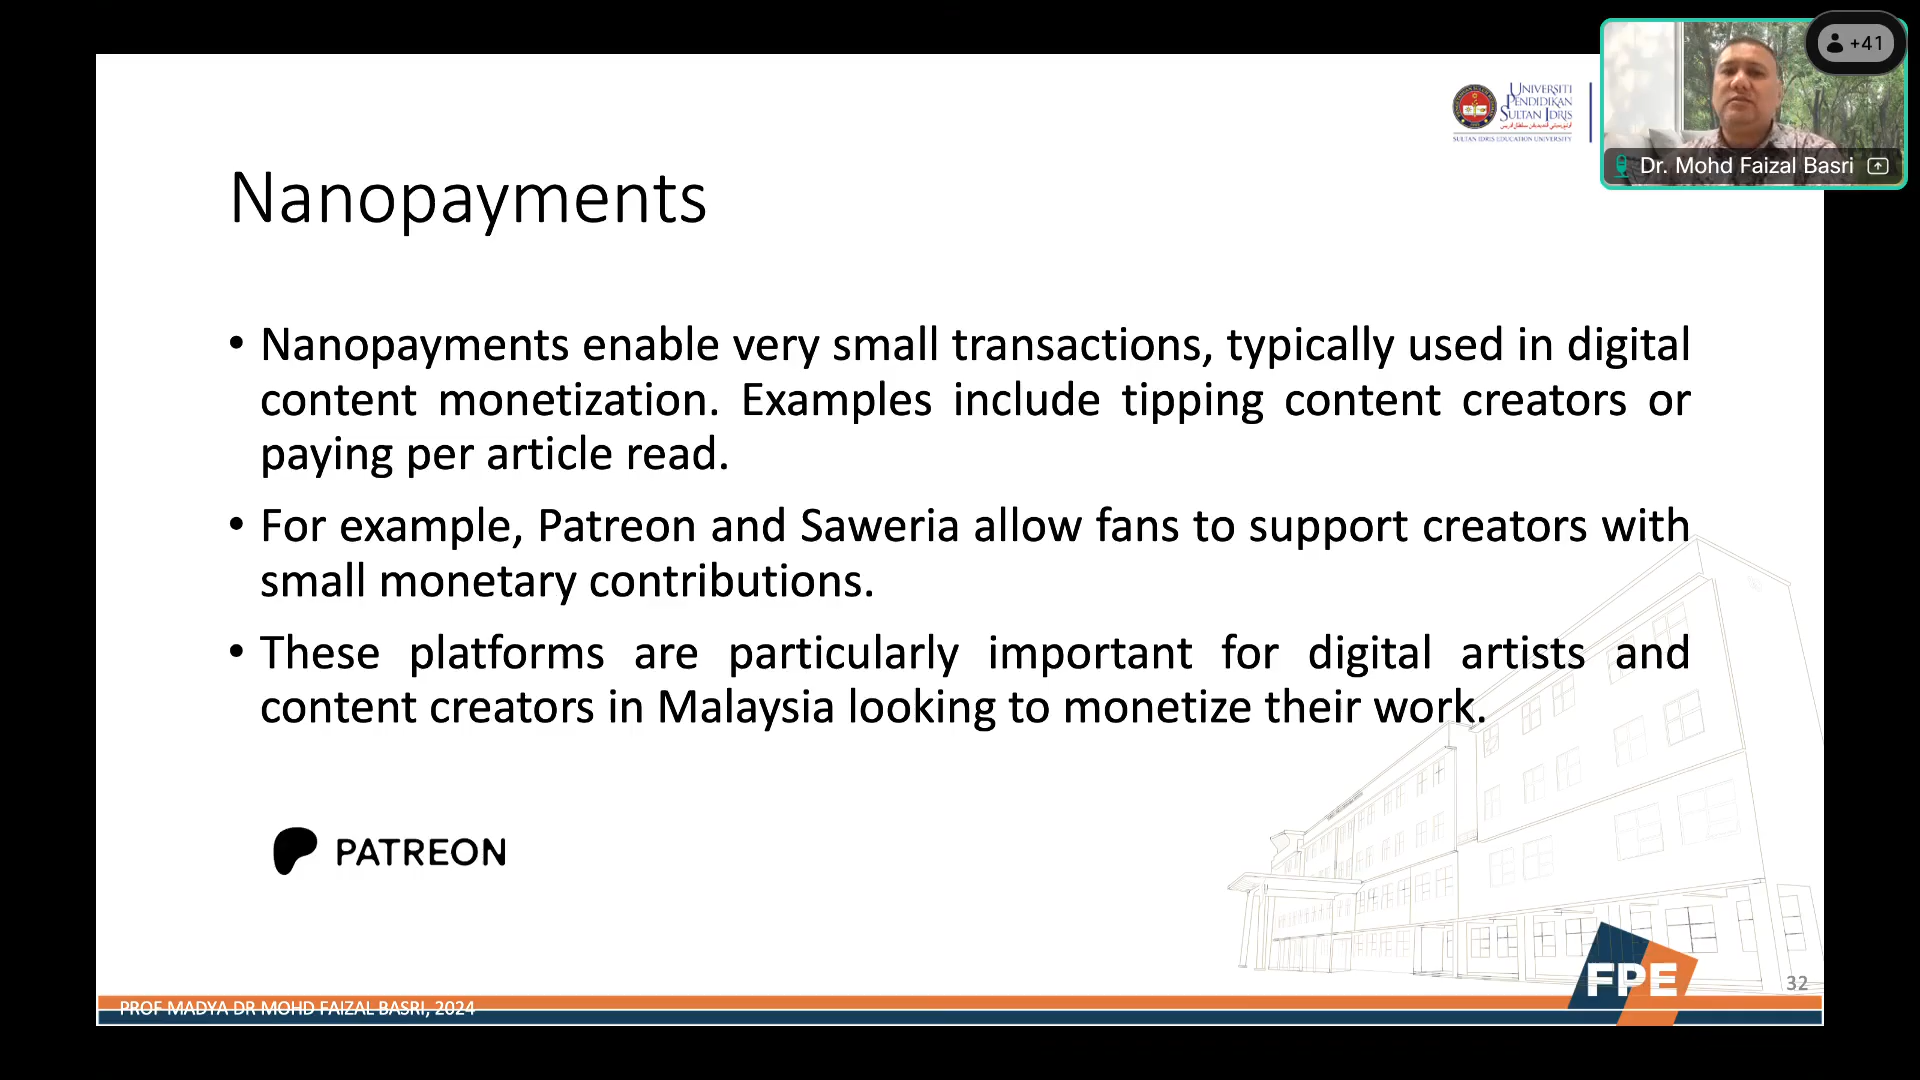 +41
UNIVERSITI
PENDIDIKAN
SULTAN IDRIS
SULTAN IDRIS EDUCATION UNIVERSITY
Dr. Mohd Faizal Basri
Nanopayments
• Nanopayments enable very small transactions, typically used in digital
content monetization. Examples include tipping content creators or
paying per article read.
• For example, Patreon and Saweria allow fans to support creators with
small monetary contributions.
• These platforms are particularly important for digital artists and
content creators in Malaysia looking to monetize their work.
PATREON
FPE
32
PROF MADYA DR MOHD FAIZAL BASRI, 2024